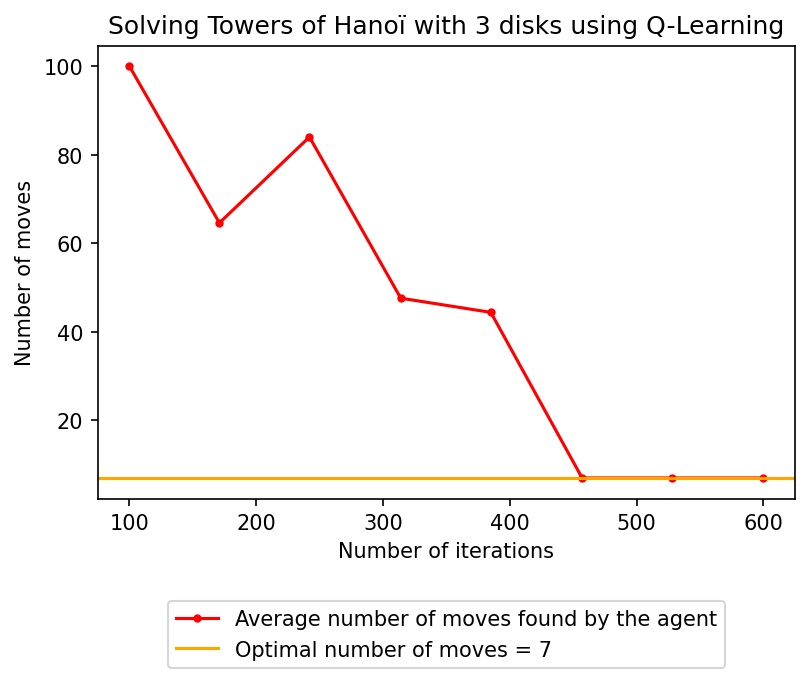 Solving Towers of Hanoï with 3 disks using Q-Learning
100
80
60
40
20
Number of moves
100 200 300 400 500 600
Number of iterations
Average number of moves found by the agent
Optimal number of moves = 7